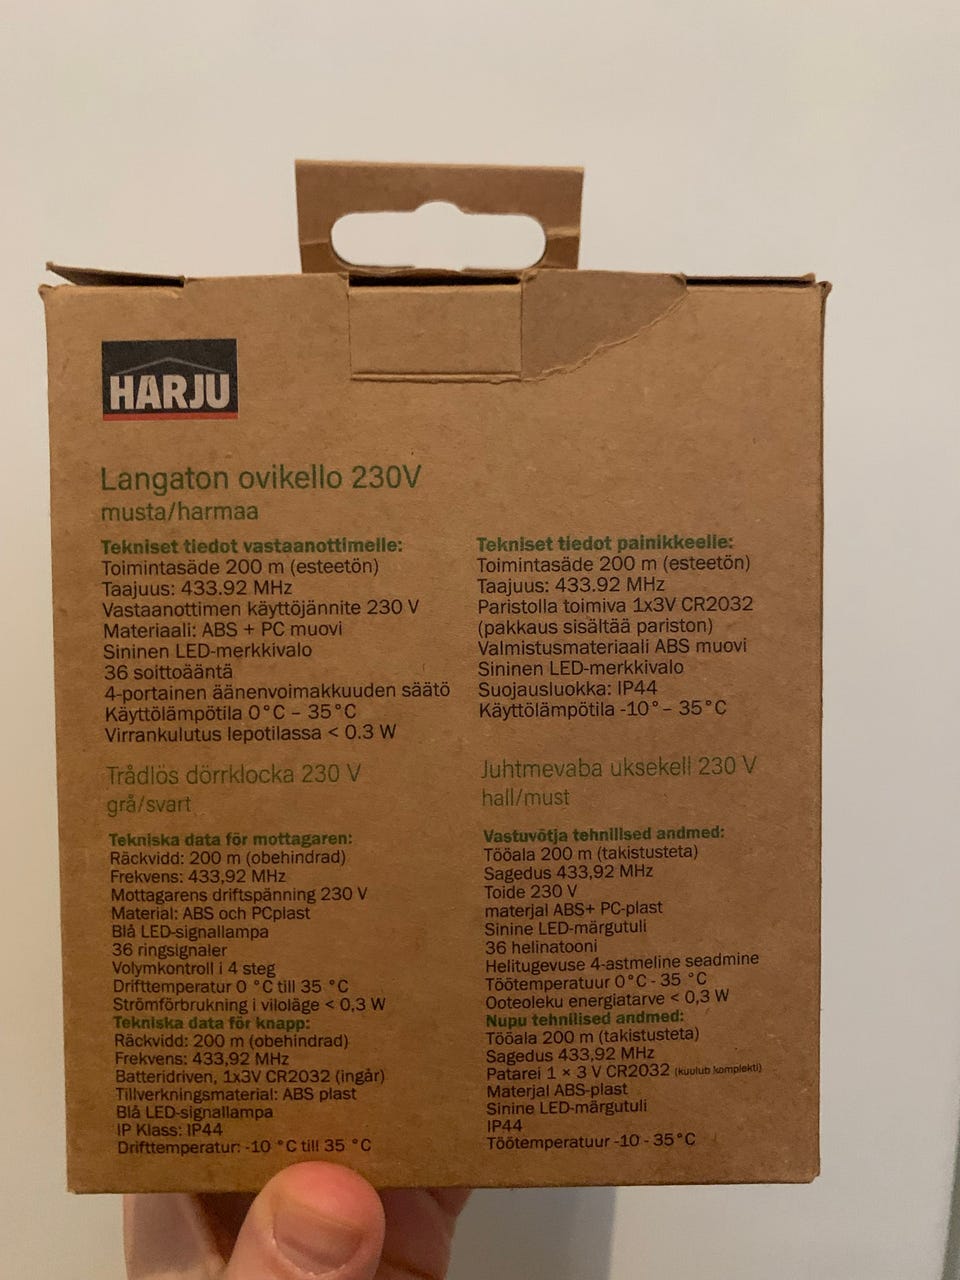 HARJU
Langaton ovikello 230V
musta/harmaa
Tekniset tiedot vastaanottimelle:
Toimintasäde 200 m (esteetön)
Taajuus: 433.92 MHz
Vastaanottimen käyttöjännite 230 V
Materiaali: ABS + PC muovi
Sininen LED-merkkivalo
36 soittoääntä
4-portainen äänenvoimakkuuden säätö
Käyttölämpötila 0°C – 35°C
Virrankulutus lepotilassa < 0.3 W
Tekniset tiedot painikkeelle:
Toimintasäde 200 m (esteetön)
Taajuus: 433.92 MHz
Paristolla toimiva 1x3V CR2032
(pakkaus sisältää pariston)
Valmistusmateriaali ABS muovi
Sininen LED-merkkivalo
Suojausluokka: IP44
Käyttölämpötila -10°– 35°C
Trådlös dörrklocka 230 V
grå/svart
Tekniska data för mottagaren:
Räckvidd: 200 m (obehindrad)
Frekvens: 433,92 MHz
Mottagarens driftspänning 230 V
Material: ABS och PCplast
Blå LED-signallampa
36 ringsignaler
Volymkontroll i 4 steg
Drifttemperatur 0 °C till 35 °C
Strömförbrukning i viloläge < 0,3 W
Tekniska data för knapp:
Räckvidd: 200 m (obehindrad)
Frekvens: 433,92 MHz
Batteridriven, 1x3V CR2032 (ingår)
Tillverkningsmaterial: ABS plast
Blå LED-signallampa
IP Klass: IP44
Drifttemperatur: -10 °C till 35 °C
Juhtmevaba uksekell 230 V
hall/must
Vastuvõtja tehnilised andmed:
Tööala 200 m (takistusteta)
Sagedus 433,92 MHz
Toide 230 V
materjal ABS+ PC-plast
Sinine LED-märgutuli
36 helinatooni
Helitugevuse 4-astmeline seadmine
Töötemperatuur 0°C - 35 °C
Ooteoleku energiatarve < 0,3 W
Nupu tehnilised andmed:
Tööala 200 m (takistusteta)
Sagedus 433,92 MHz
Patarei 1 × 3 V CR2032 (kuulub komplekti)
Materjal ABS-plast
Sinine LED-märgutuli
IP44
Töötemperatuur -10 - 35°C